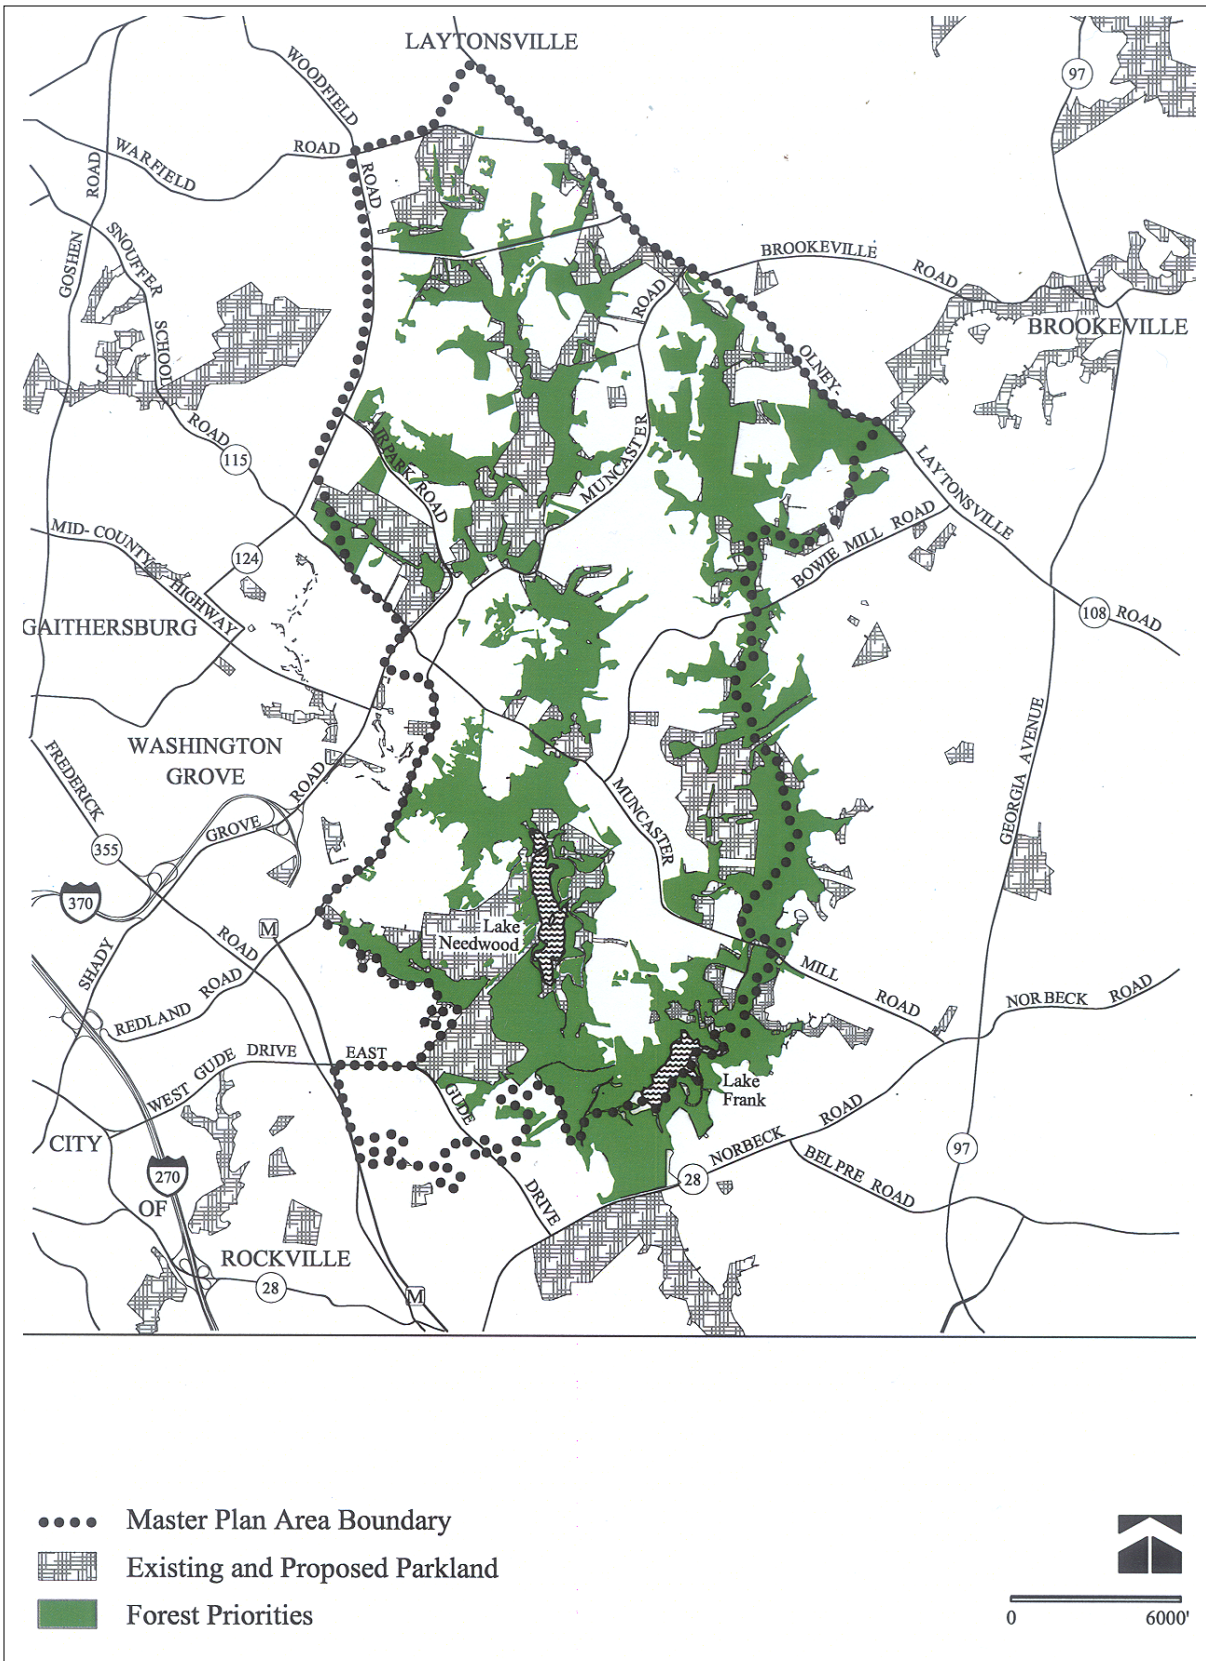 LAYTONSVILLE
97
WOODFIELD
ROAD
WARFIELD
ROAD
ROAD
GOSHEN
SNOUFFER
SCHOOL
ROAD
115
BROOKEVILLE
ROAD
BROOKEVILLE
ROAD
OLNEY-
LAYTONSVILLE
108
ROAD
AIRPARK ROAD
MUNCASTER
BOWIE MILL ROAD
MID-COUNTY
HIGHWAY
124
GAITHERSBURG
WASHINGTON
GROVE
FREDERICK
355
ROAD
GROVE
370
SHADY
ROAD
M
MUNCASTER
GEORGIA AVENUE
Lake
Needwood
MILL
ROAD
NORBECK
ROAD
REDLAND
ROAD
WEST GUDE
DRIVE
EAST
GUDE
DRIVE
Lake
Frank
CITY
OF
ROCKVILLE
270
28
M
28
NORBECK
ROAD
BEL PRE ROAD
97
Master Plan Area Boundary
Existing and Proposed Parkland
Forest Priorities
0
6000'